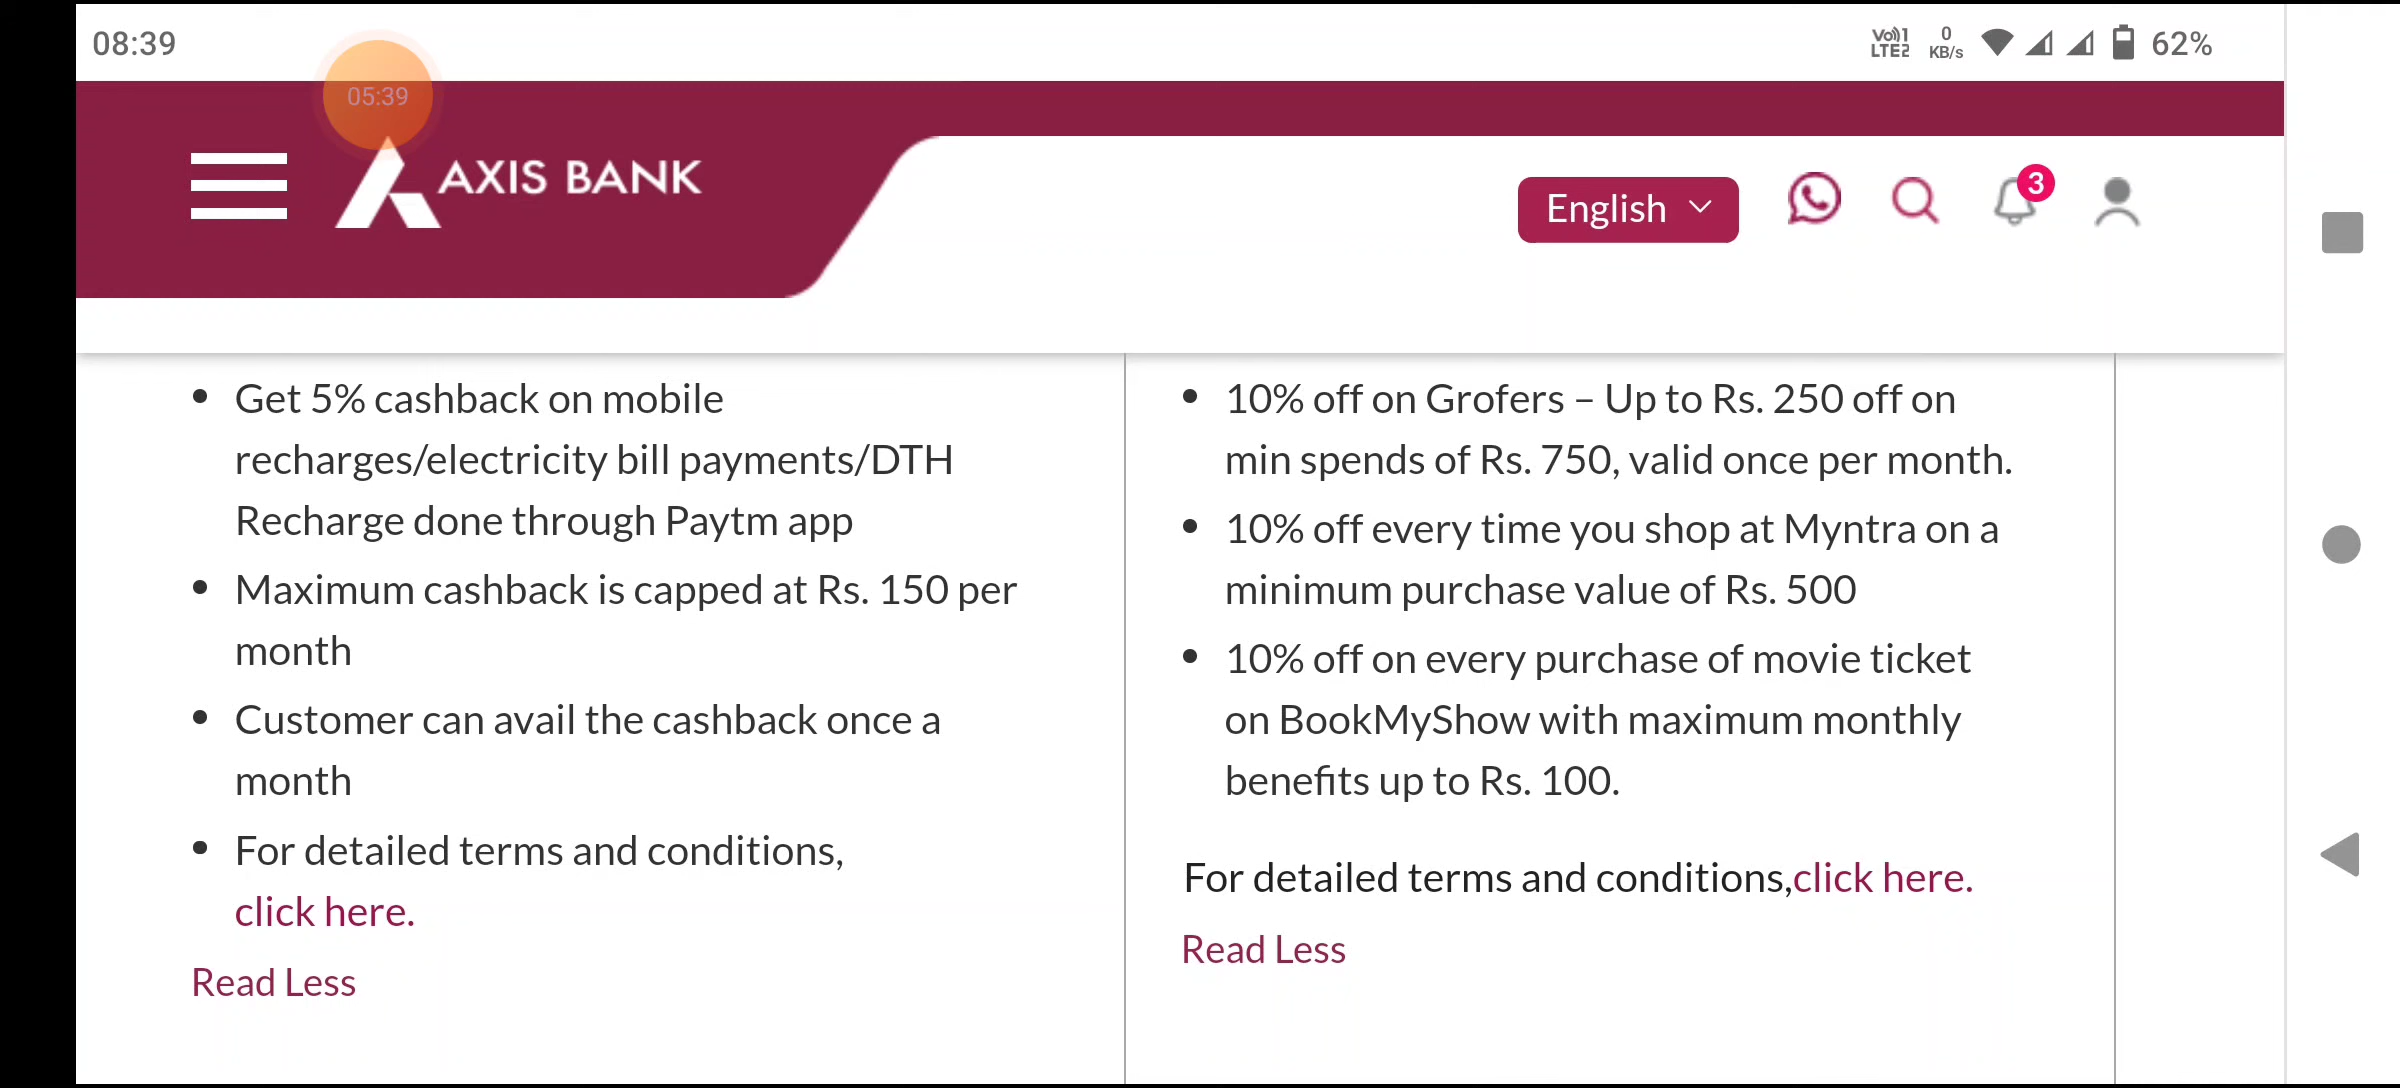 08:39
Vo))1
LTE2
0
KB/s
62%
05:39
AXIS BANK
English
3
• Get 5% cashback on mobile
recharges/electricity bill payments/DTH
Recharge done through Paytm app
• Maximum cashback is capped at Rs. 150 per
month
• Customer can avail the cashback once a
month
• For detailed terms and conditions,
click here.
Read Less
• 10% off on Grofers – Up to Rs. 250 off on
min spends of Rs. 750, valid once per month.
• 10% off every time you shop at Myntra on a
minimum purchase value of Rs. 500
• 10% off on every purchase of movie ticket
on BookMyShow with maximum monthly
benefits up to Rs. 100.
For detailed terms and conditions,click here.
Read Less